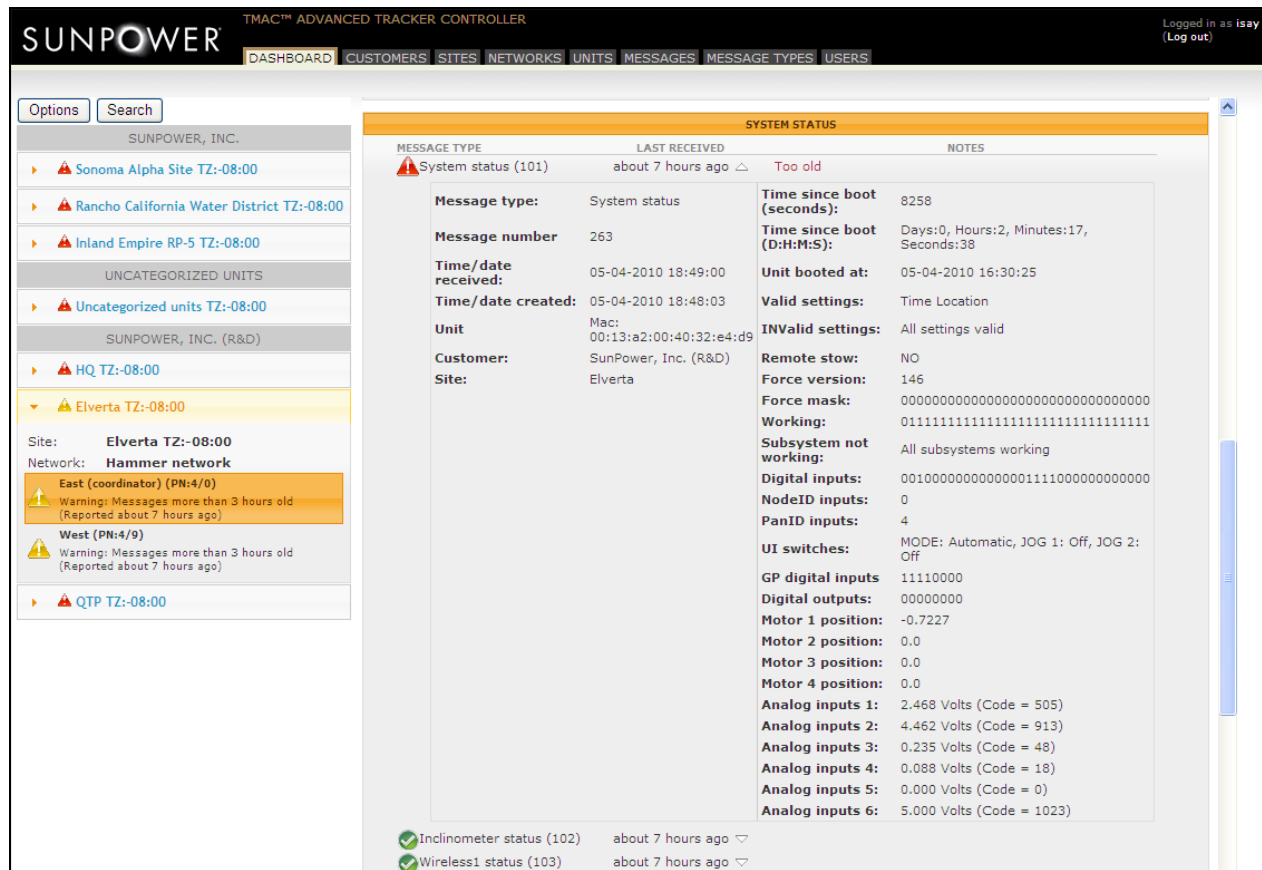 SUNPOWER
TMAC™ ADVANCED TRACKER CONTROLLER
Logged in as isay
(Log out)
DASHBOARD CUSTOMERS SITES NETWORKS UNITS MESSAGES MESSAGE TYPES USERS
Options Search
SUNPOWER, INC.
Sonoma Alpha Site TZ:-08:00
Rancho California Water District TZ:-08:00
Inland Empire RP-5 TZ:-08:00
UNCATEGORIZED UNITS
Uncategorized units TZ:-08:00
SUNPOWER, INC. (R&D)
HQ TZ:-08:00
Elverta TZ:-08:00
Site: Elverta TZ:-08:00
Network: Hammer network
East (coordinator) (PN:4/0)
Warning: Messages more than 3 hours old
(Reported about 7 hours ago)
West (PN:4/9)
Warning: Messages more than 3 hours old
(Reported about 7 hours ago)
QTP TZ:-08:00
SYSTEM STATUS
MESSAGE TYPE LAST RECEIVED NOTES
System status (101) about 7 hours ago Too old
Message type: System status
Message number 263
Time/date
received: 05-04-2010 18:49:00
Time/date created: 05-04-2010 18:48:03
Unit Mac:
00:13:a2:00:40:32:e4:d9
Customer: SunPower, Inc. (R&D)
Site: Elverta
Time since boot
(seconds): 8258
Time since boot
(D:H:M:S): Days:0, Hours:2, Minutes:17,
Seconds:38
Unit booted at: 05-04-2010 16:30:25
Valid settings: Time Location
INValid settings: All settings valid
Remote stow: NO
Force version: 146
Force mask: 00000000000000000000000000000000
Working: 01111111111111111111111111111111
Subsystem not
working: All subsystems working
Digital inputs: 00100000000000001111000000000000
NodeID inputs: 0
PanID inputs: 4
UI switches: MODE: Automatic, JOG 1: Off, JOG 2:
Off
GP digital inputs 11110000
Digital outputs: 00000000
Motor 1 position: -0.7227
Motor 2 position: 0.0
Motor 3 position: 0.0
Motor 4 position: 0.0
Analog inputs 1: 2.468 Volts (Code = 505)
Analog inputs 2: 4.462 Volts (Code = 913)
Analog inputs 3: 0.235 Volts (Code = 48)
Analog inputs 4: 0.088 Volts (Code = 18)
Analog inputs 5: 0.000 Volts (Code = 0)
Analog inputs 6: 5.000 Volts (Code = 1023)
Inclinometer status (102) about 7 hours ago
Wireless1 status (103) about 7 hours ago